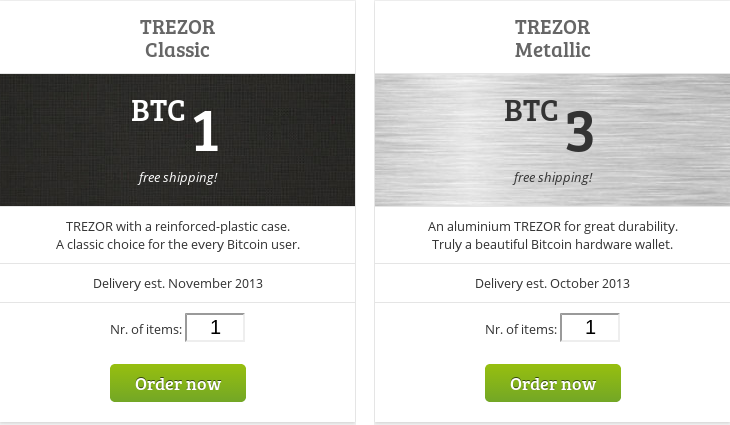 TREZOR
Classic
BTC 1
free shipping!
TREZOR with a reinforced-plastic case.
A classic choice for the every Bitcoin user.
Delivery est. November 2013
Nr. of items: 1
Order now
TREZOR
Metallic
BTC 3
free shipping!
An aluminium TREZOR for great durability.
Truly a beautiful Bitcoin hardware wallet.
Delivery est. October 2013
Nr. of items: 1
Order now